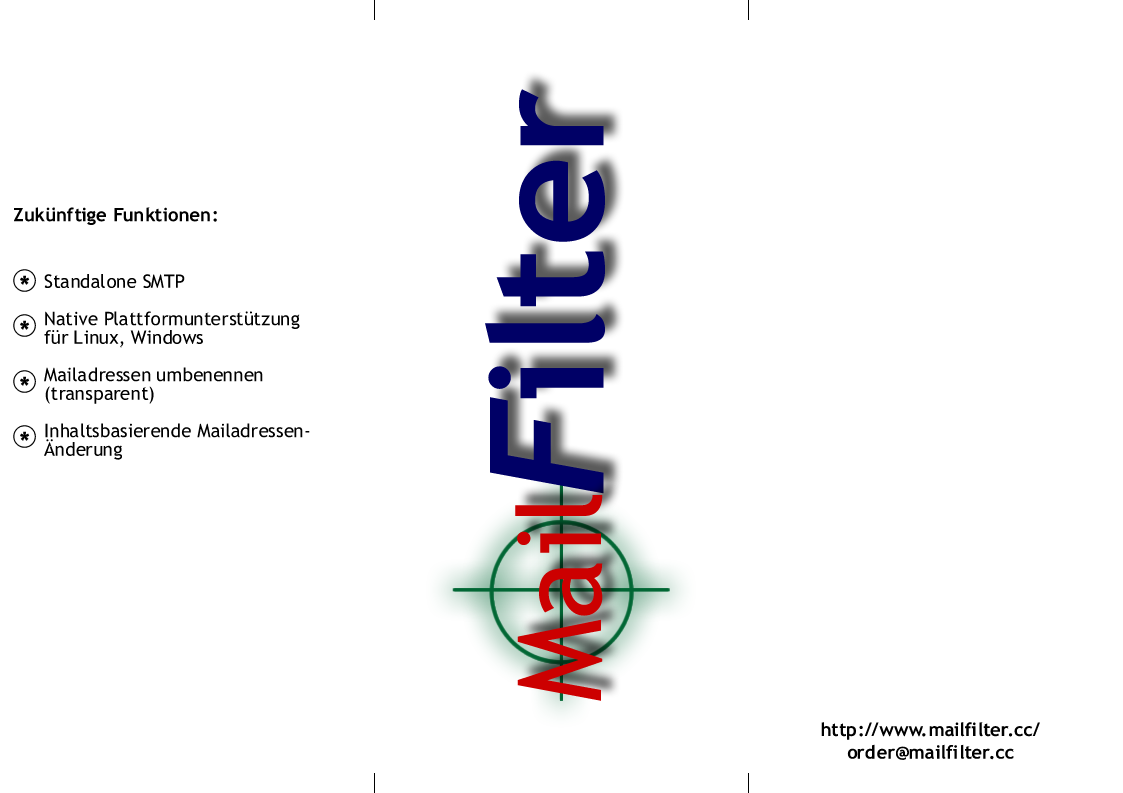 Zukünftige Funktionen:
* Standalone SMTP
* Native Plattformunterstützung
für Linux, Windows
* Mailadressen umbenennen
(transparent)
* Inhaltsbasierende Mailadressen-
Änderung
MailFilter
http://www.mailfilter.cc/
order@mailfilter.cc